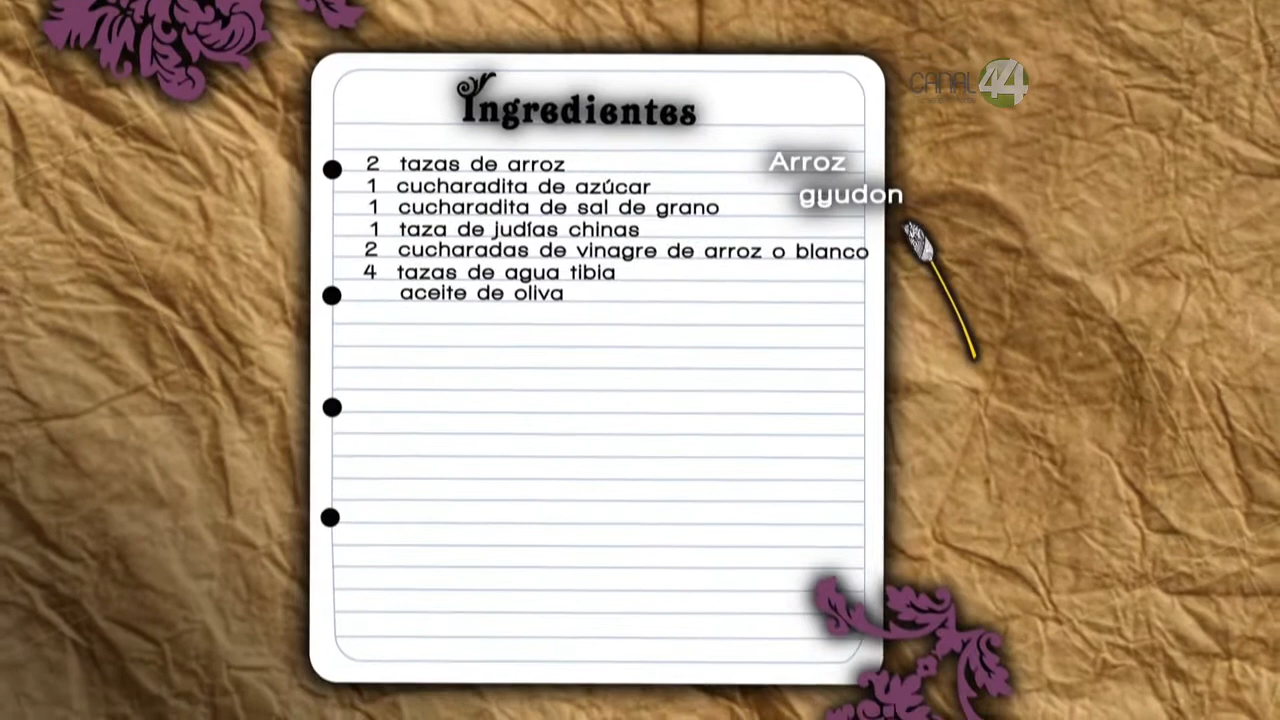 Ingredientes
CANAL 44
Arroz
gyudon
2 tazas de arroz
1 cucharadita de azúcar
1 cucharadita de sal de grano
1 taza de judías chinas
2 cucharadas de vinagre de arroz o blanco
4 tazas de agua tibia
aceite de oliva